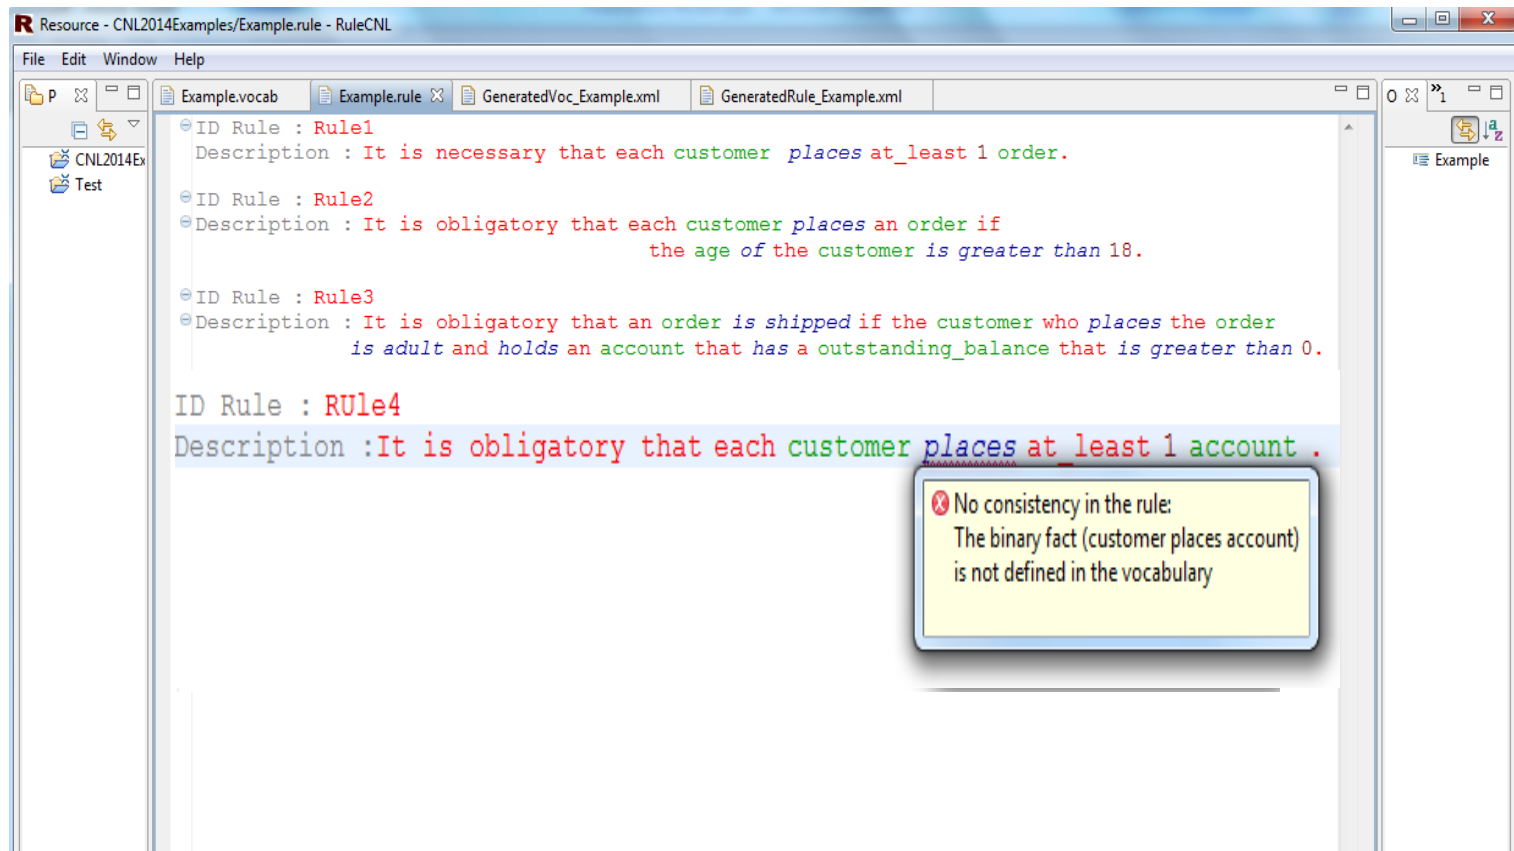 Resource - CNL2014Examples/Example.rule - RuleCNL
File Edit Window Help
P
Example.vocab
Example.rule
GeneratedVoc_Example.xml
GeneratedRule_Example.xml
O
»1
CNL2014Ex
Test
Example
ID Rule : Rule1
Description : It is necessary that each customer places at_least 1 order.
ID Rule : Rule2
Description : It is obligatory that each customer places an order if
the age of the customer is greater than 18.
ID Rule : Rule3
Description : It is obligatory that an order is shipped if the customer who places the order
is adult and holds an account that has a outstanding_balance that is greater than 0.
ID Rule : RUle4
Description :It is obligatory that each customer places at_least 1 account .
No consistency in the rule:
The binary fact (customer places account)
is not defined in the vocabulary